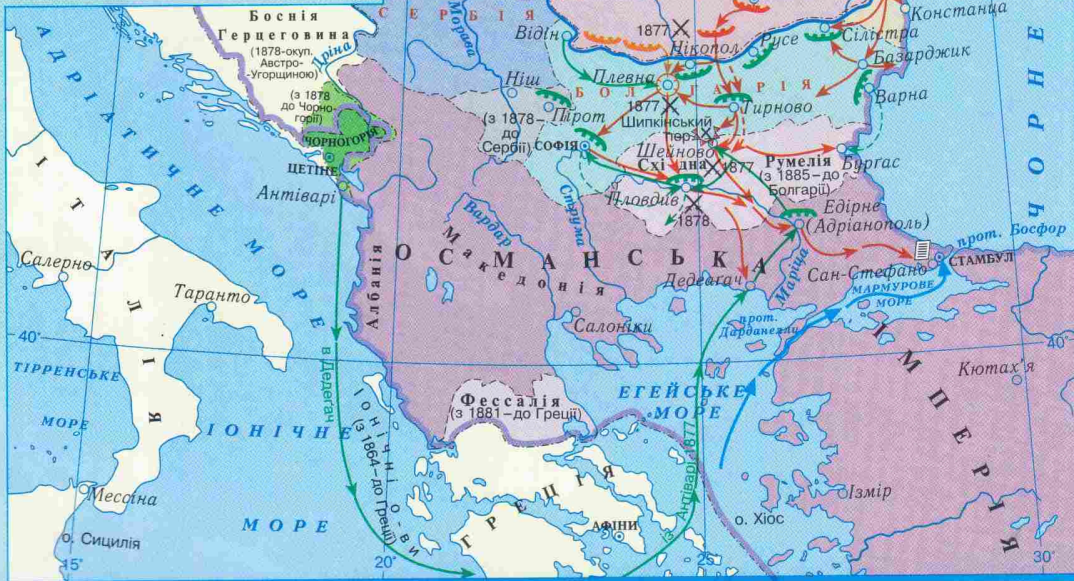 Боснія
Герцеговина
(1878-окуп.
Австро-
Угорщиною)
(з 1878
до Чорно-
горії)
Дріна
СЕРБІЯ
Морава
Ніш
Пірот
(з 1878–
до
Сербії)
Відін
1877
Нікопол
Русе
Сілістра
Констанца
Базарджик
Варна
Плевна
БОЛГАРІЯ
1877
Шипкінський
пер.
Тирново
СОФІЯ
Шейново
1877
Східна
Румелія
(з 1885–до
Болгарії)
Бургас
Пловдив
1878
Едірне
(Адріанополь)
ЧОРНЕ
прот. Босфор
СТАМБУЛ
Сан-Стефано
МАРМУРОВЕ
МОРЕ
прот.
Дарданелли
Маріца
Дедеагач
Струма
Вардар
Македонія
ОСМАНСЬКА
ІМПЕРІЯ
ЧОРНОГОРІЯ
ЦЕТІНЄ
Антіварі
Албанія
АДРІАТИЧНЕ МОРЕ
ІТАЛІЯ
Салерно
Таранто
40°
40°
ТІРРЕНСЬКЕ
МОРЕ
ІОНІЧНЕ
МОРЕ
в Дедеґач
Іонічні о-ви
(з 1864–до Греції)
Салоніки
Фессалія
(з 1881–до Греції)
ЕГЕЙСЬКЕ
МОРЕ
із Антіварі 1877
Кютах'я
Ізмір
о. Хіос
ГРЕЦІЯ
АФІНИ
Мессіна
о. Сицилія
15°
20°
25°
30°